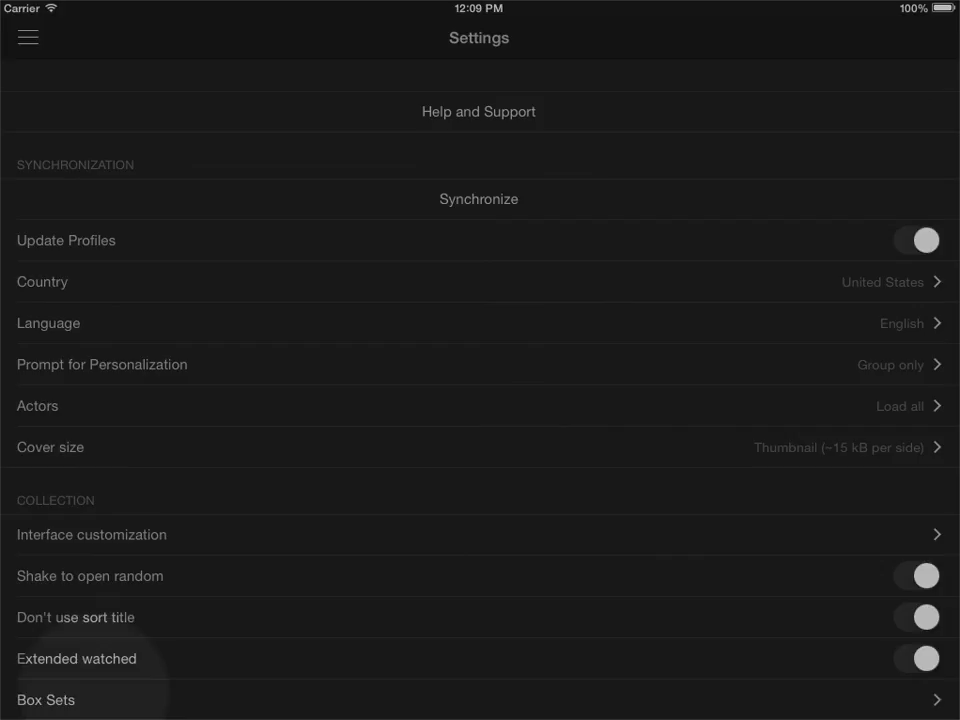 Carrier 12:09 PM 100%
Settings
Help and Support
SYNCHRONIZATION
Synchronize
Update Profiles
Country United States
Language English
Prompt for Personalization Group only
Actors Load all
Cover size Thumbnail (~15 kB per side)
COLLECTION
Interface customization
Shake to open random
Don't use sort title
Extended watched
Box Sets